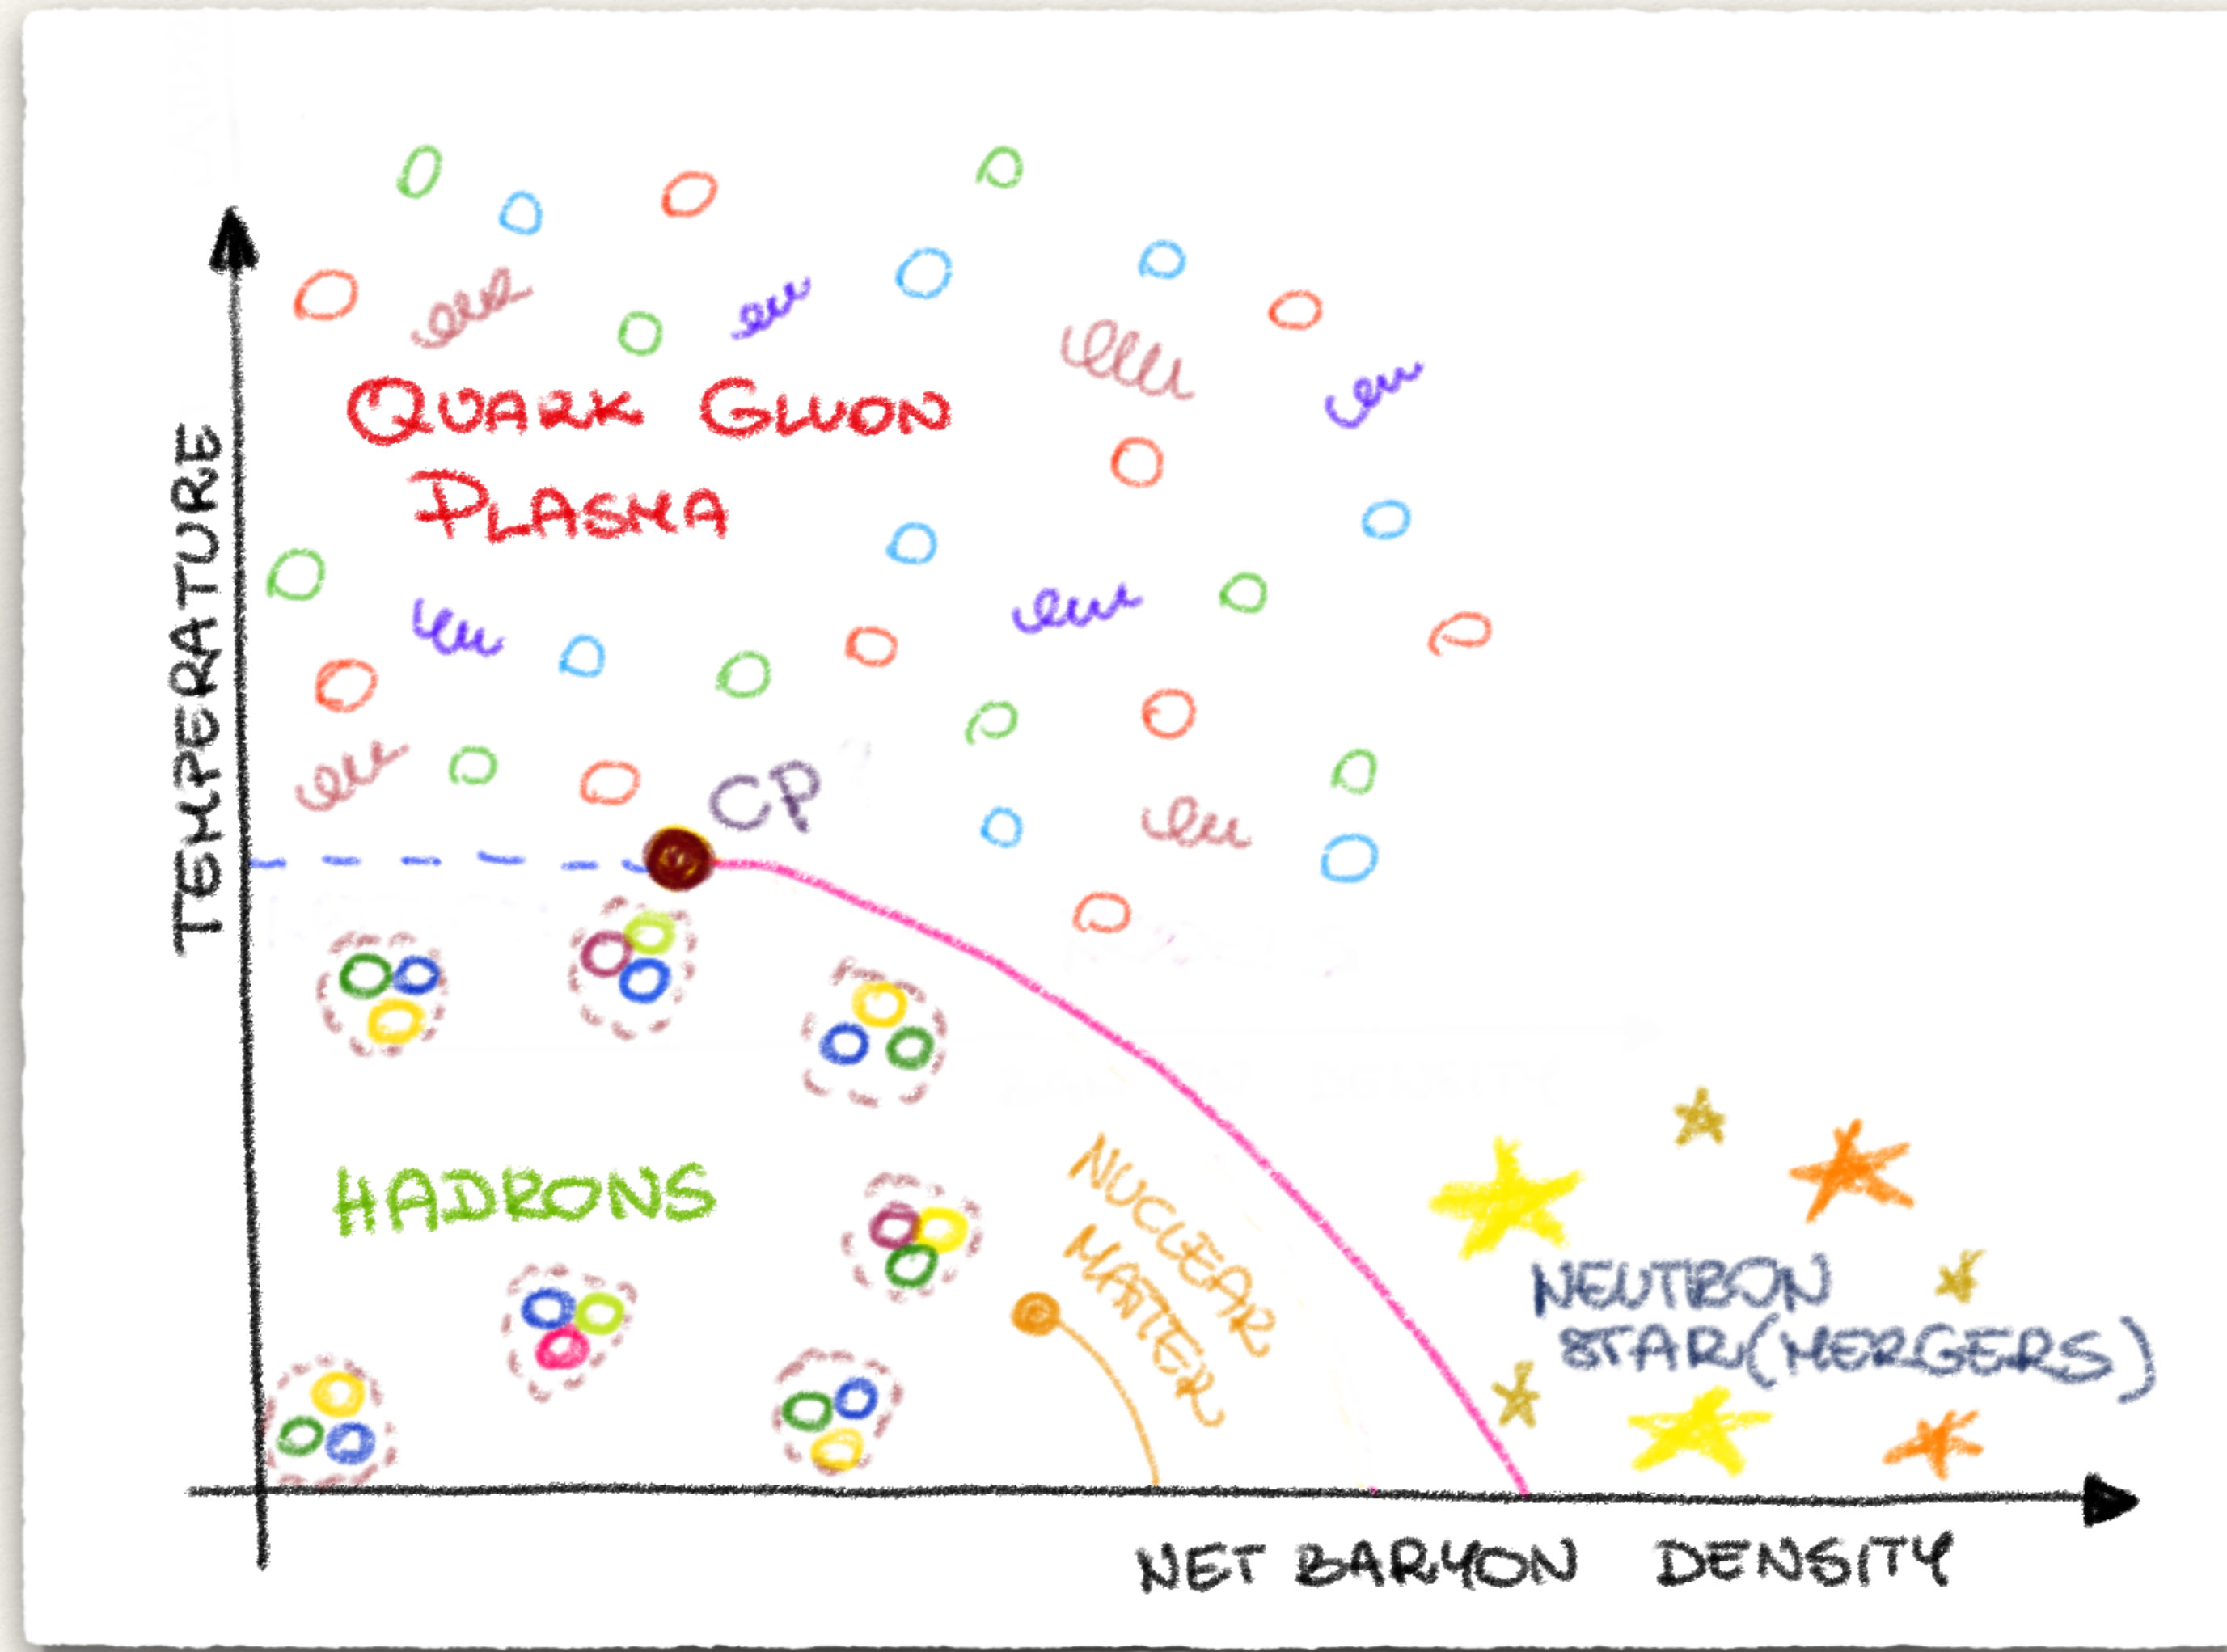 TEMPERATURE
QUARK GLUON
PLASMA
CP
HADRONS
NUCLEAR
MATTER
NEUTRON
STAR (MERGERS)
NET BARYON DENSITY